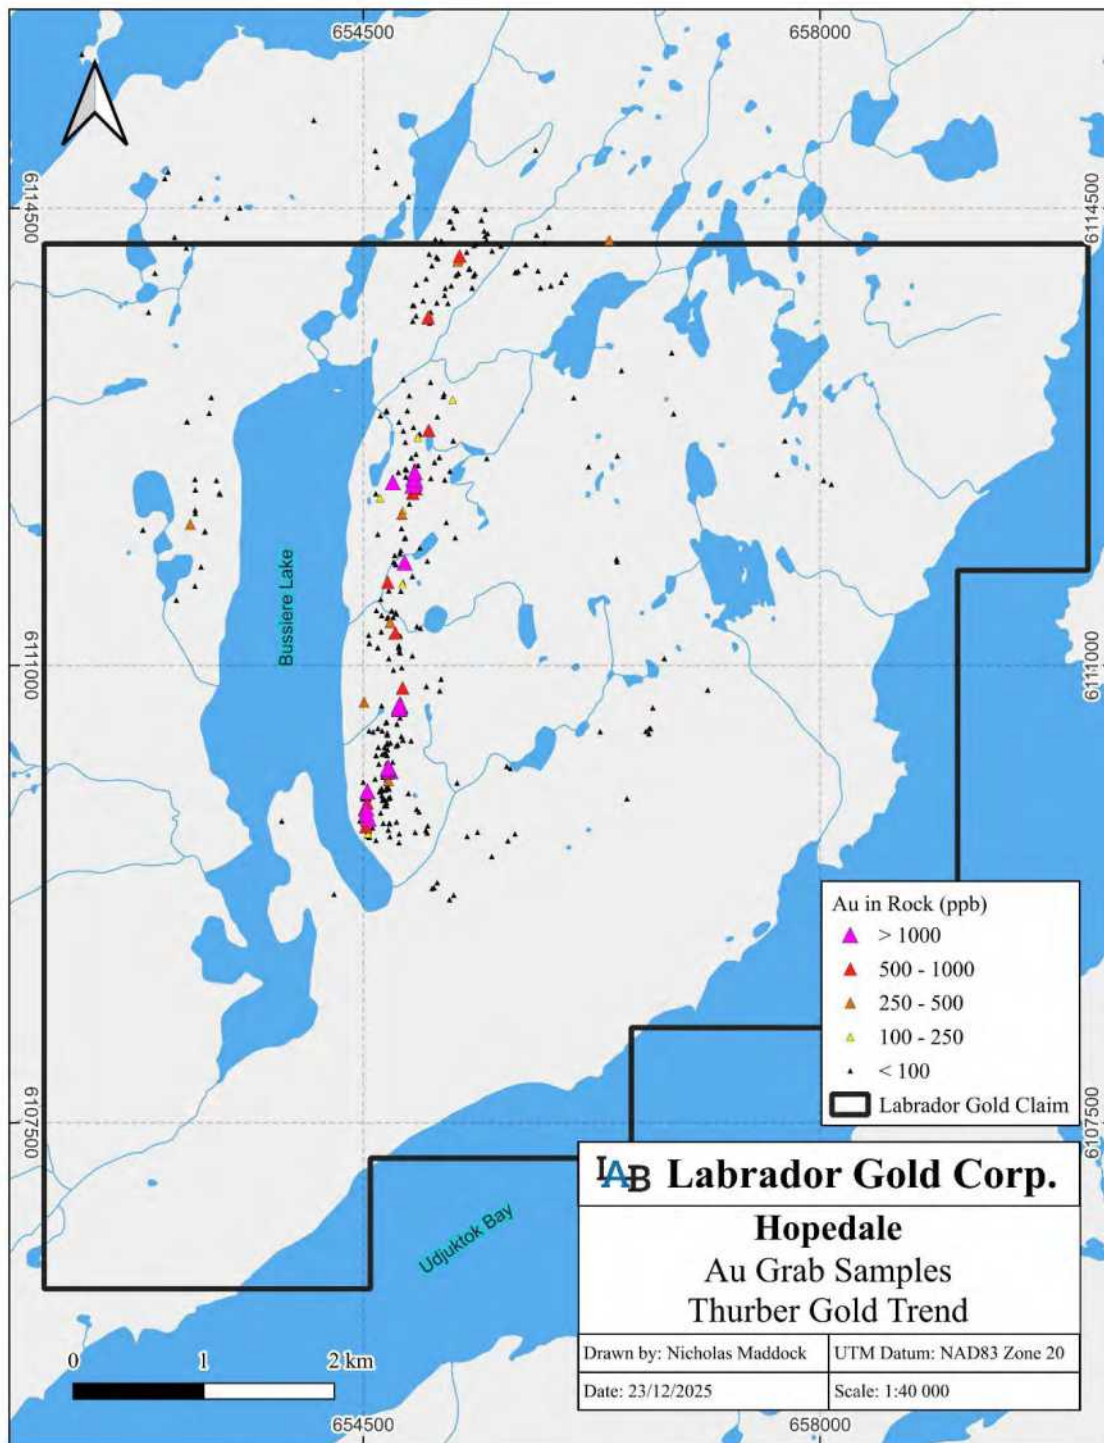 654500
658000
6114500
6114500
Bussiere Lake
6111000
6111000
Au in Rock (ppb)
> 1000
500 - 1000
250 - 500
100 - 250
< 100
Labrador Gold Claim
6107500
6107500
LAB Labrador Gold Corp.
Hopedale
Au Grab Samples
Thurber Gold Trend
Udjuktok Bay
Drawn by: Nicholas Maddock
UTM Datum: NAD83 Zone 20
Date: 23/12/2025
Scale: 1:40 000
0 1 2 km
654500
658000